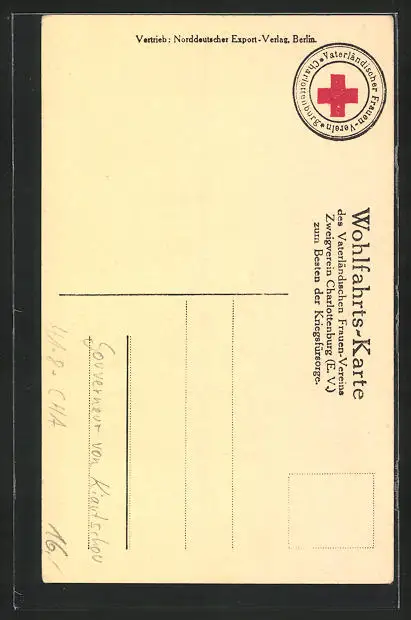 Vertrieb: Norddeutscher Export-Verlag, Berlin.
Vaterländischer Frauen-Verein * Charlottenburg *
Wohlfahrts-Karte
des Vaterländischen Frauen-Vereins
Zweigverein Charlottenburg (E. V.)
zum Besten der Kriegsfürsorge.
Gouverneur von Kiautschou
16,-